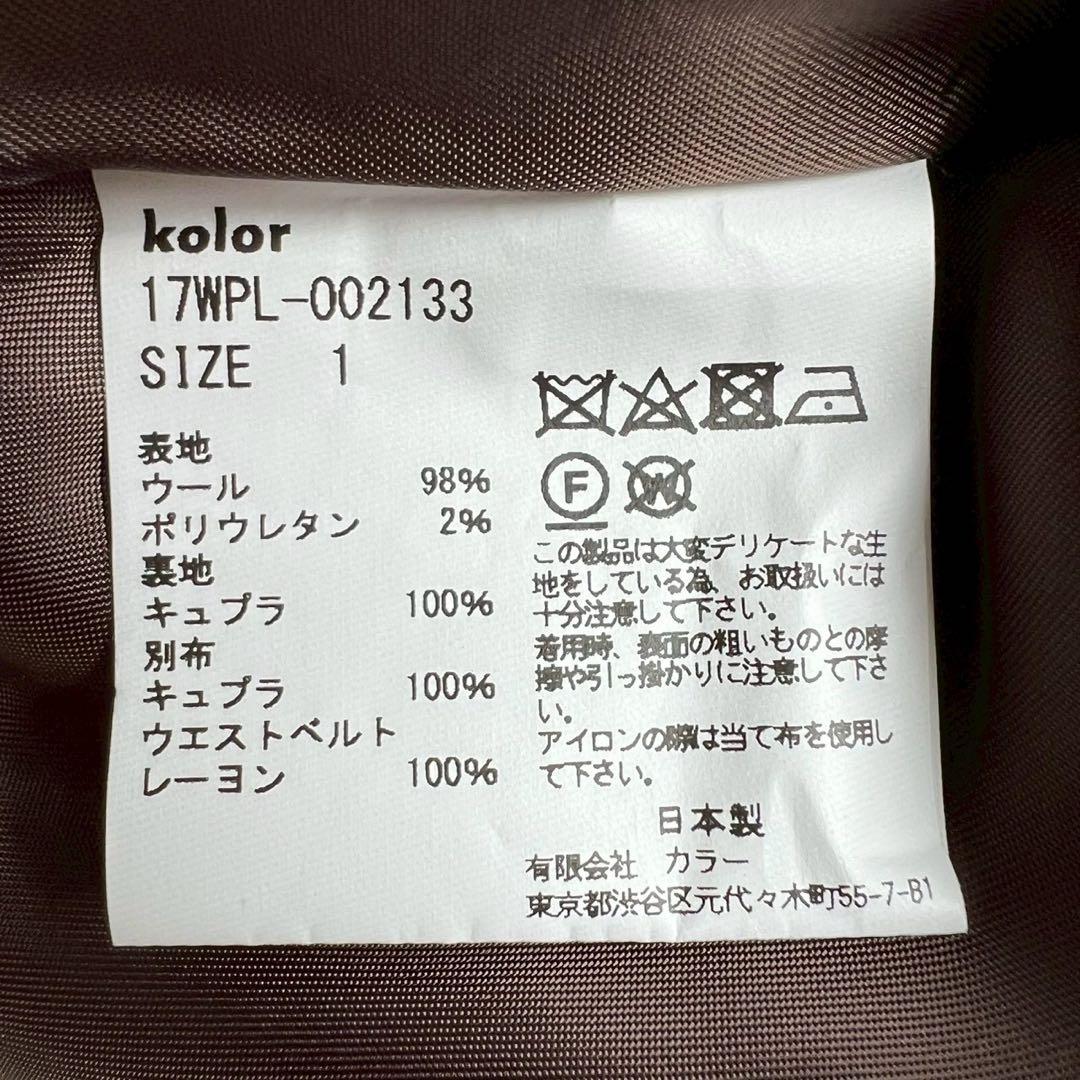 kolor
17WPL-002133
SIZE 1
表地
ウール 98%
ポリウレタン 2%
裏地
キュプラ 100%
別布
キュプラ 100%
ウエストベルト
レーヨン 100%
F W
この製品は大変デリケートな生
地をしている為、お取扱いには
十分注意して下さい。
着用時、表面の粗いものとの摩
擦や引っ掛かりに注意して下さ
い。
アイロンの際は当て布を使用し
て下さい。
日本製
有限会社 カラー
東京都渋谷区元代々木町55-7-B1